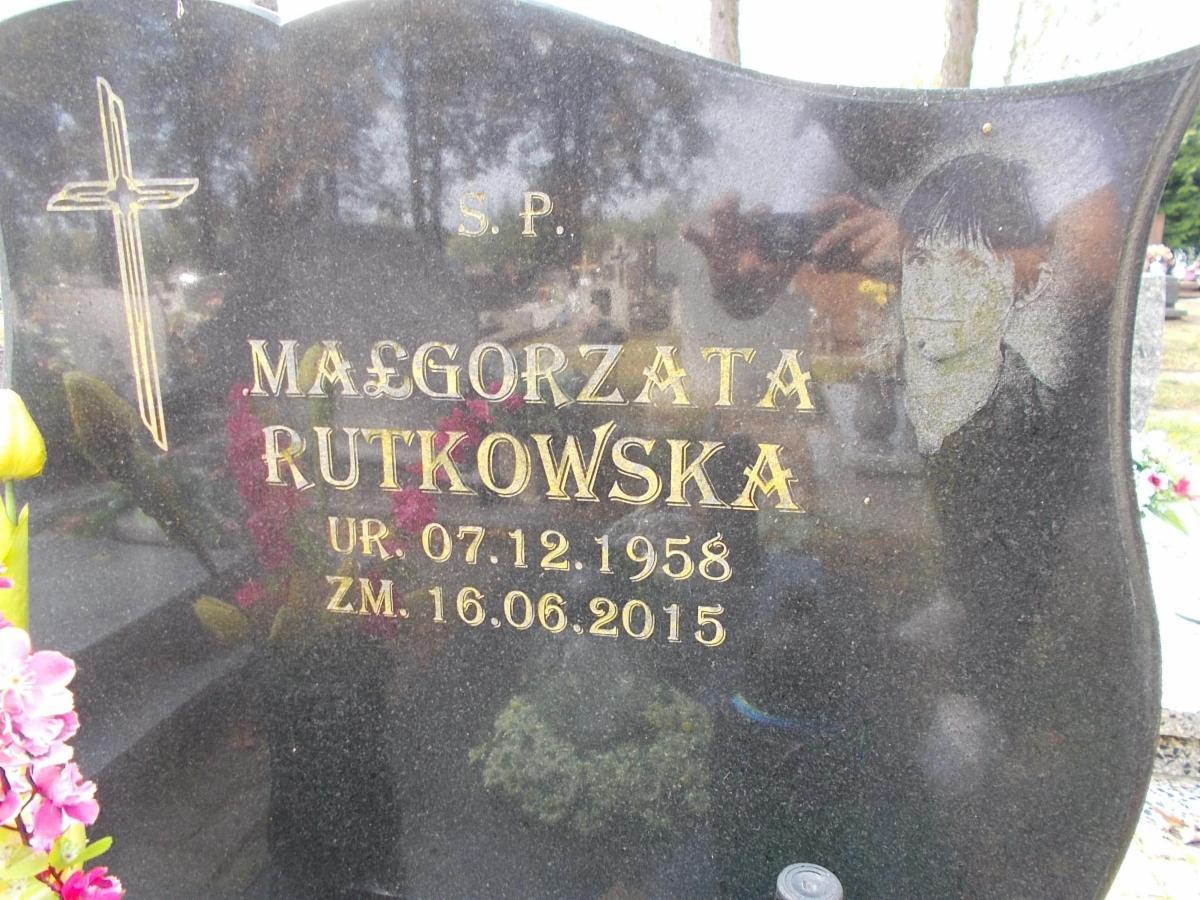 S. P.
MAŁGORZATA
RUTKOWSKA
UR. 07.12.1958
ZM. 16.06.2015